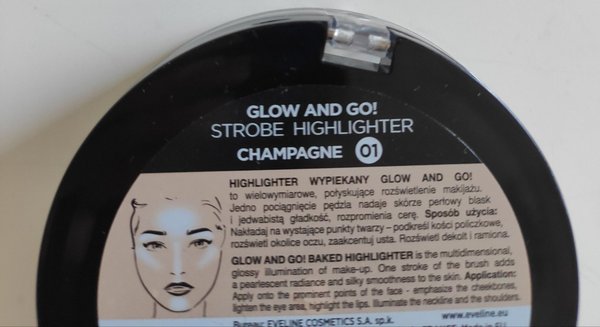 GLOW AND GO!
STROBE HIGHLIGHTER
CHAMPAGNE 01
HIGHLIGHTER WYPIEKANY GLOW AND GO!
to wielowymiarowe, połyskujące rozświetlenie makijażu.
Jedno pociągnięcie pędzla nadaje skórze perłowy blask
i jedwabistą gładkość, rozpromienia cerę. Sposób użycia:
Nakładaj na wystające punkty twarzy – podkreśl kości policzkowe,
rozświetl okolice oczu, zaakcentuj usta. Rozświetl dekolt i ramiona.
GLOW AND GO! BAKED HIGHLIGHTER is the multidimensional,
glossy illumination of make-up. One stroke of the brush adds
a pearlescent radiance and silky smoothness to the skin. Application:
Apply onto the prominent points of the face - emphasize the cheekbones,
lighten the eye area, highlight the lips. Illuminate the neckline and the shoulders.
www.eveline.eu
EVELINE COSMETICS S.A. sp.k.